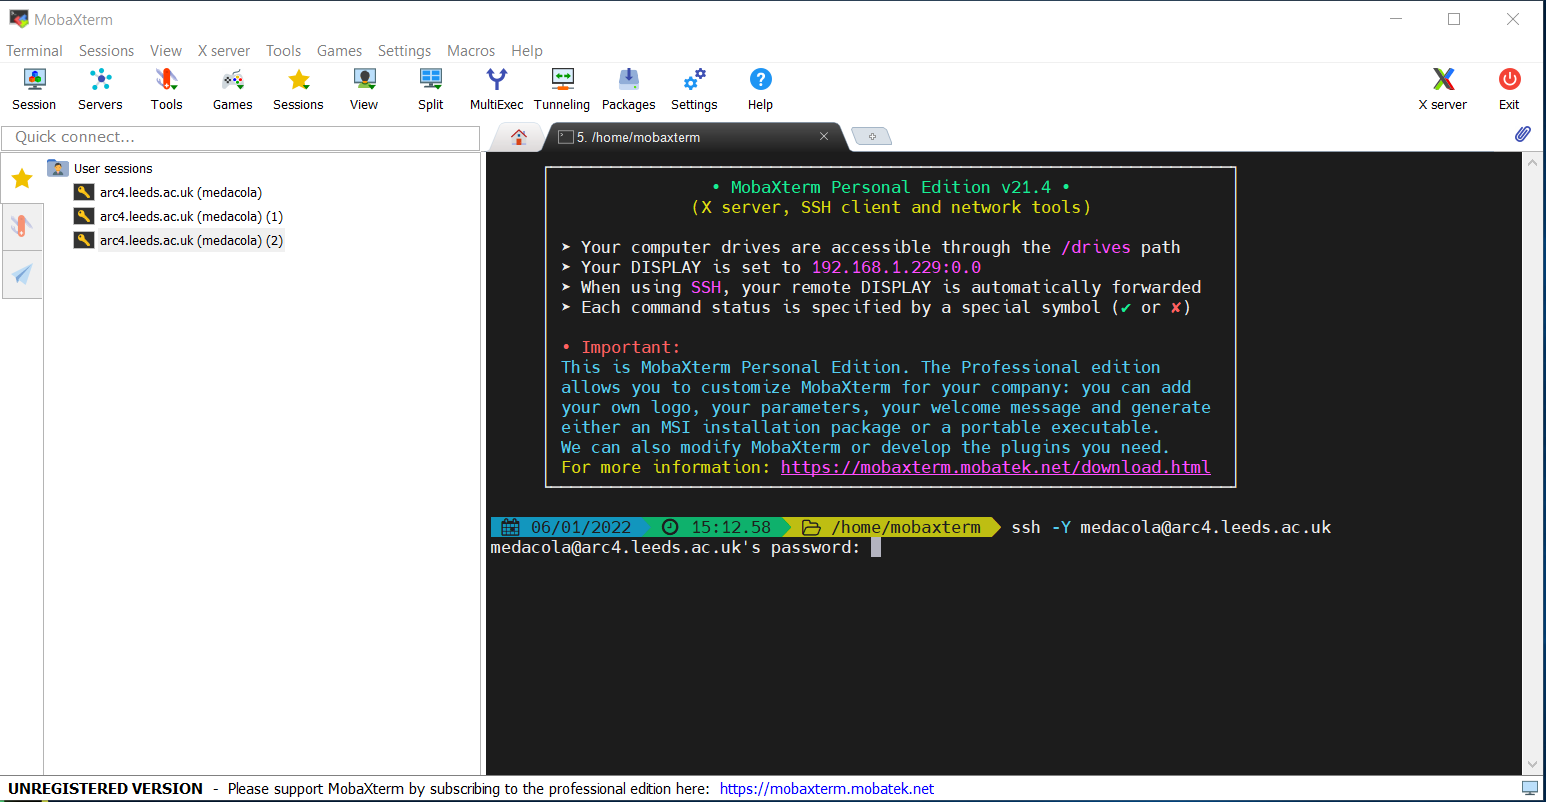 MobaXterm
Terminal Sessions View X server Tools Games Settings Macros Help
Session Servers Tools Games Sessions View Split MultiExec Tunneling Packages Settings Help X server Exit
Quick connect...
5. /home/mobaxterm
User sessions
arc4.leeds.ac.uk (medacola)
arc4.leeds.ac.uk (medacola) (1)
arc4.leeds.ac.uk (medacola) (2)
• MobaXterm Personal Edition v21.4 •
(X server, SSH client and network tools)
➤ Your computer drives are accessible through the /drives path
➤ Your DISPLAY is set to 192.168.1.229:0.0
➤ When using SSH, your remote DISPLAY is automatically forwarded
➤ Each command status is specified by a special symbol (✔ or ✘)
• Important:
This is MobaXterm Personal Edition. The Professional edition
allows you to customize MobaXterm for your company: you can add
your own logo, your parameters, your welcome message and generate
either an MSI installation package or a portable executable.
We can also modify MobaXterm or develop the plugins you need.
For more information: https://mobaxterm.mobatek.net/download.html
06/01/2022 15:12.58 /home/mobaxterm ssh -Y medacola@arc4.leeds.ac.uk
medacola@arc4.leeds.ac.uk's password:
UNREGISTERED VERSION - Please support MobaXterm by subscribing to the professional edition here: https://mobaxterm.mobatek.net